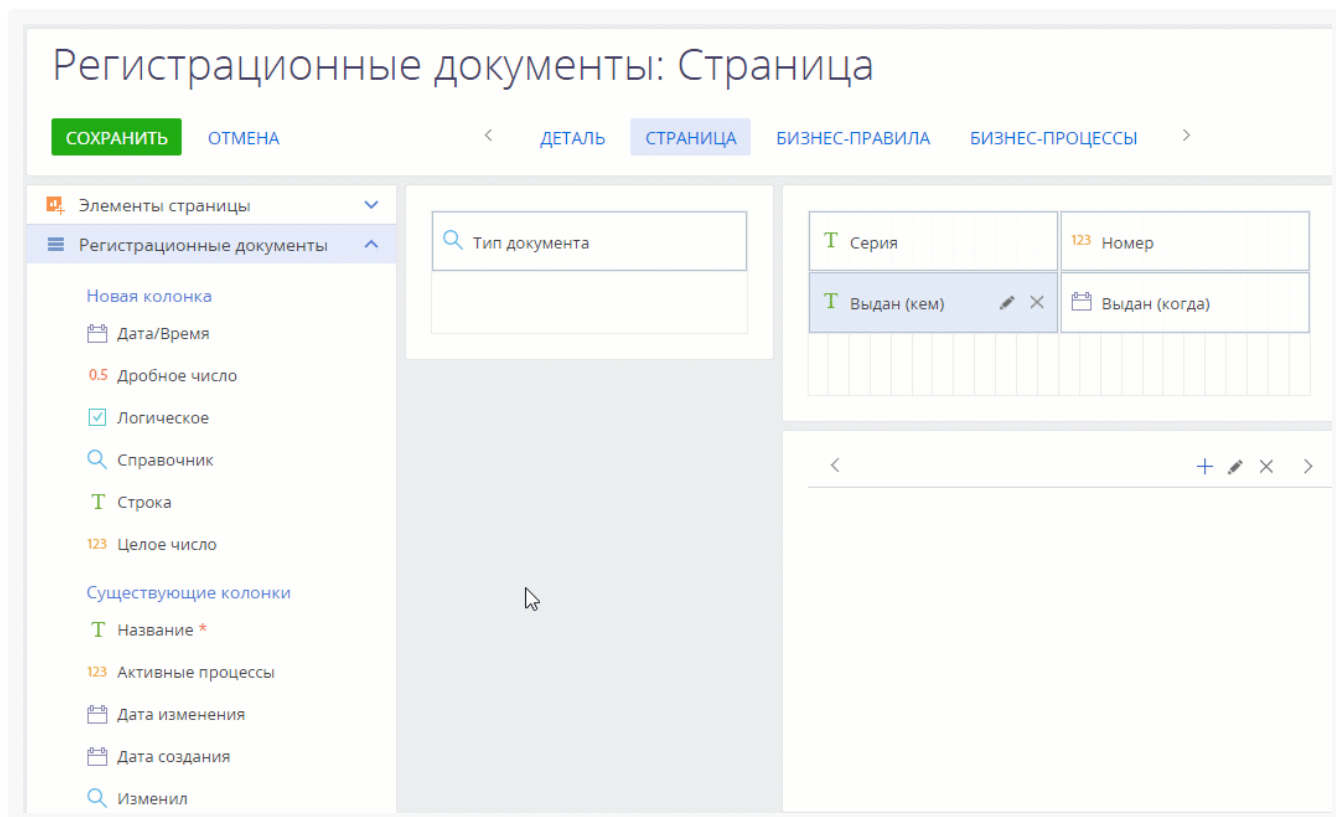 Регистрационные документы: Страница
СОХРАНИТЬ ОТМЕНА ДЕТАЛЬ СТРАНИЦА БИЗНЕС-ПРАВИЛА БИЗНЕС-ПРОЦЕССЫ
Элементы страницы
Регистрационные документы
Новая колонка
Дата/Время
0.5 Дробное число
Логическое
Справочник
T Строка
123 Целое число
Существующие колонки
T Название *
123 Активные процессы
Дата изменения
Дата создания
Изменил
Тип документа
T Серия
123 Номер
T Выдан (кем)
Выдан (когда)